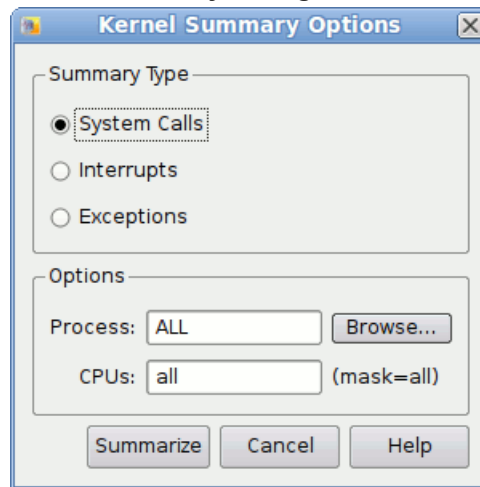 Kernel Summary Options
Summary Type
System Calls
Interrupts
Exceptions
Options
Process: ALL Browse...
CPUs: all (mask=all)
Summarize Cancel Help